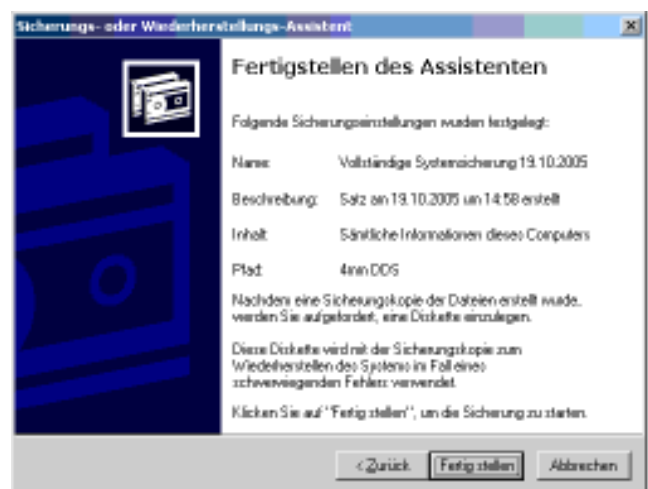 Sicherungs- oder Wiederherstellungs-Assistent
Fertigstellen des Assistenten
Folgende Sicherungseinstellungen wurden festgelegt:
Name: Vollständige Systemsicherung 19.10.2005
Beschreibung: Satz am 19.10.2005 um 14:58 erstellt
Inhalt: Sämtliche Informationen dieses Computers
Pfad: 4mm DDS
Nachdem eine Sicherungskopie der Dateien erstellt wurde,
werden Sie aufgefordert, eine Diskette einzulegen.
Diese Diskette wird mit der Sicherungskopie zum
Wiederherstellen des Systems im Fall eines
schwerwiegenden Fehlers verwendet.
Klicken Sie auf "Fertig stellen", um die Sicherung zu starten.
< Zurück Fertig stellen Abbrechen